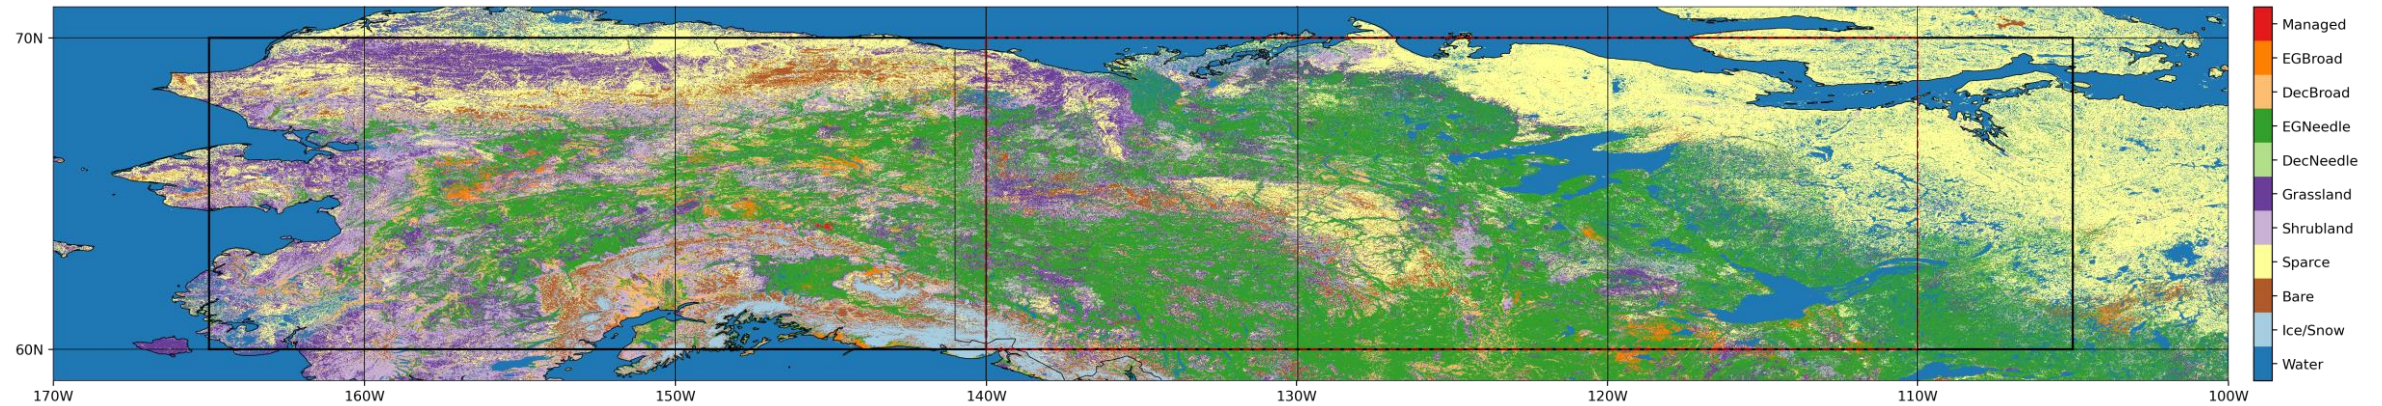 70N
60N
170W
160W
150W
140W
130W
120W
110W
100W
Managed
EGBroad
DecBroad
EGNeedle
DecNeedle
Grassland
Shrubland
Sparce
Bare
Ice/Snow
Water